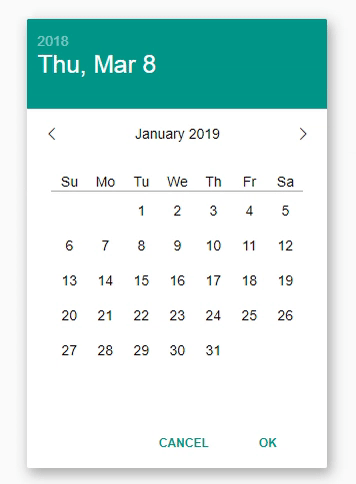 2018
Thu, Mar 8
January 2019
Su Mo Tu We Th Fr Sa
1 2 3 4 5
6 7 8 9 10 11 12
13 14 15 16 17 18 19
20 21 22 23 24 25 26
27 28 29 30 31
CANCEL OK